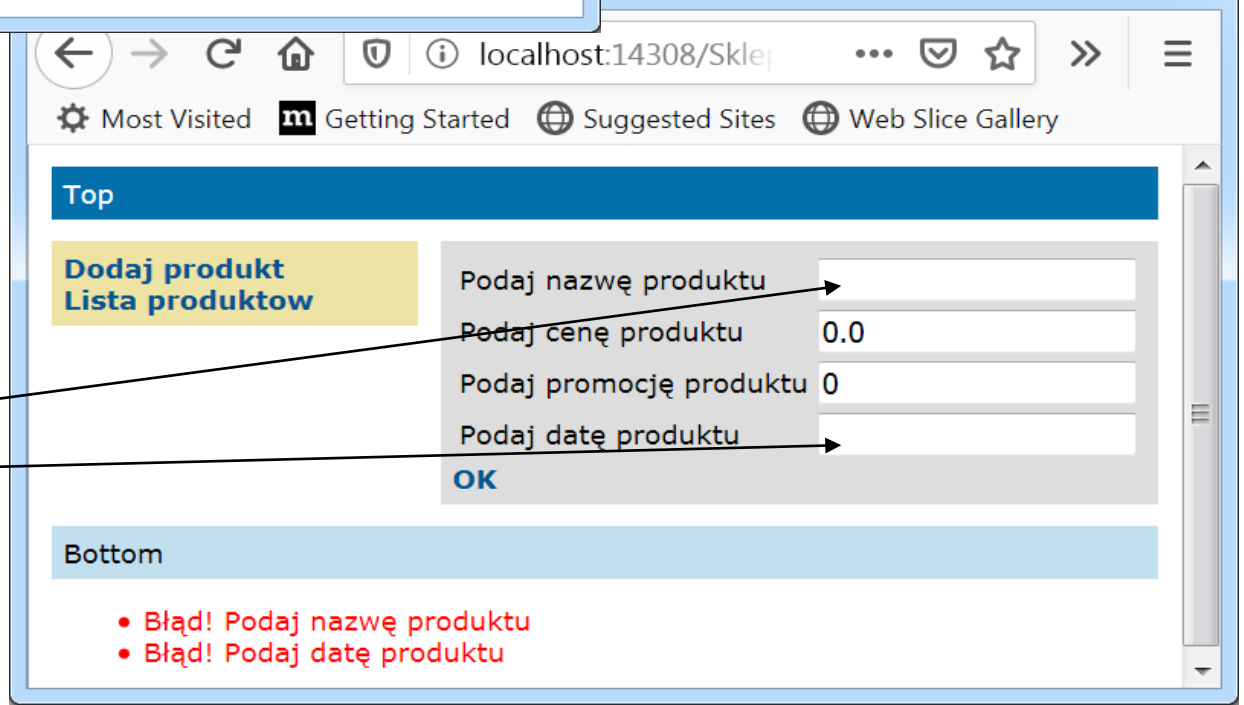 localhost:14308/Sklep
Most Visited m Getting Started Suggested Sites Web Slice Gallery
Top
Dodaj produkt
Lista produktow
Podaj nazwę produktu
Podaj cenę produktu 0.0
Podaj promocję produktu 0
Podaj datę produktu
OK
Bottom
• Błąd! Podaj nazwę produktu
• Błąd! Podaj datę produktu